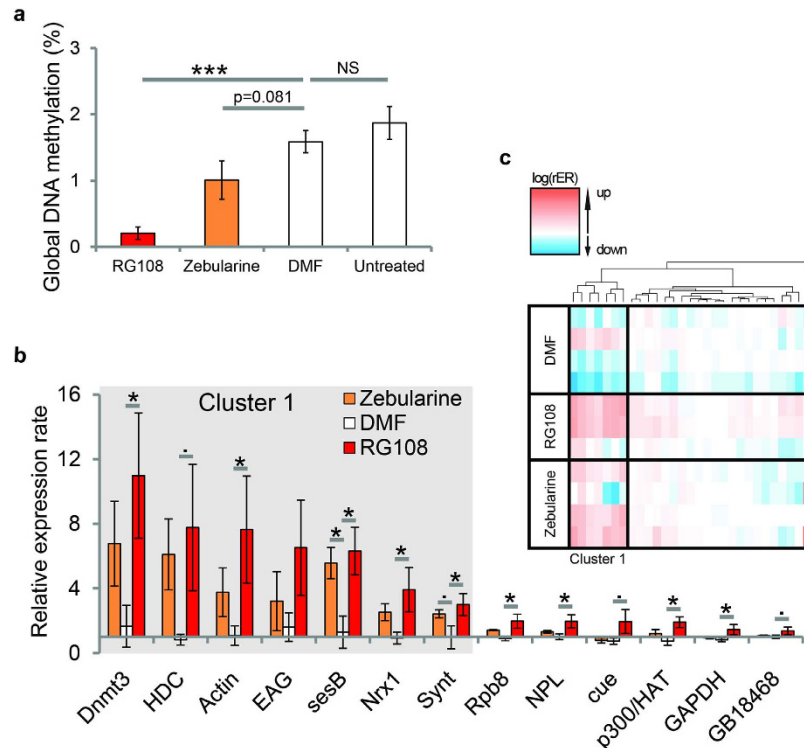 a
Global DNA methylation (%)
3
2
1
0
***
NS
p=0.081
RG108 Zebularine DMF Untreated
c
log(rER)
up
down
DMF
RG108
Zebularine
Cluster 1
b
Relative expression rate
16
12
8
4
0
Cluster 1
Zebularine
DMF
RG108
* . * * * * . * * * . * * .
Dnmt3 HDC Actin EAG sesB Nrx1 Synt Rpb8 NPL cue p300/HAT GAPDH GB18468